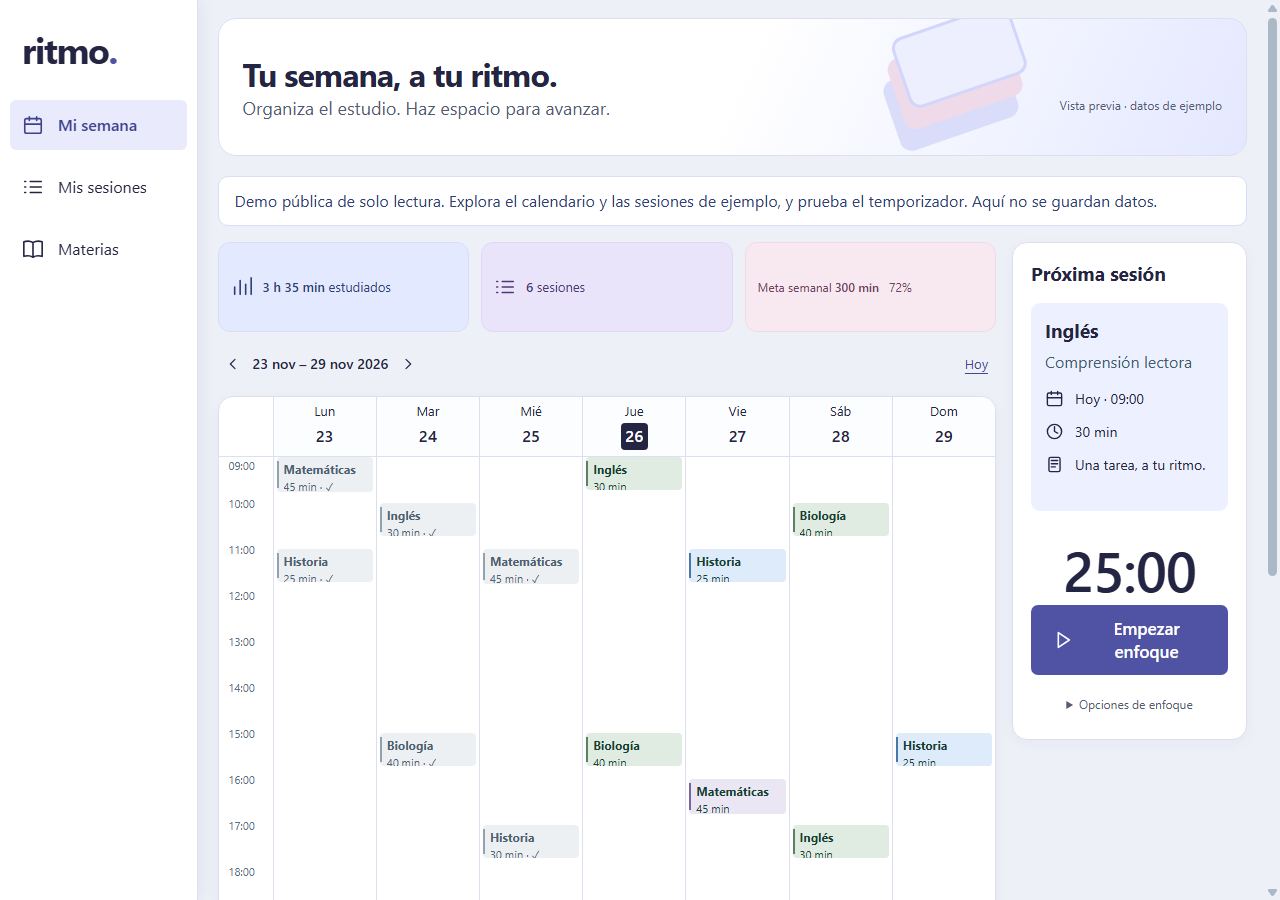 ritmo.
Mi semana
Mis sesiones
Materias
Tu semana, a tu ritmo.
Organiza el estudio. Haz espacio para avanzar.
Vista previa · datos de ejemplo
Demo pública de solo lectura. Explora el calendario y las sesiones de ejemplo, y prueba el temporizador. Aquí no se guardan datos.
3 h 35 min estudiados
6 sesiones
Meta semanal 300 min 72%
23 nov – 29 nov 2026
Hoy
Lun Mar Mié Jue Vie Sáb Dom
23 24 25 26 27 28 29
09:00
Matemáticas
45 min · ✓
Inglés
30 min
10:00
Inglés
30 min · ✓
Biología
40 min
11:00
Historia
25 min · ✓
Matemáticas
45 min · ✓
Historia
25 min
12:00
13:00
14:00
15:00
Biología
40 min · ✓
Biología
40 min
Historia
25 min
16:00
Matemáticas
45 min
17:00
Historia
30 min · ✓
Inglés
30 min
18:00
Próxima sesión
Inglés
Comprensión lectora
Hoy · 09:00
30 min
Una tarea, a tu ritmo.
25:00
Empezar
enfoque
Opciones de enfoque